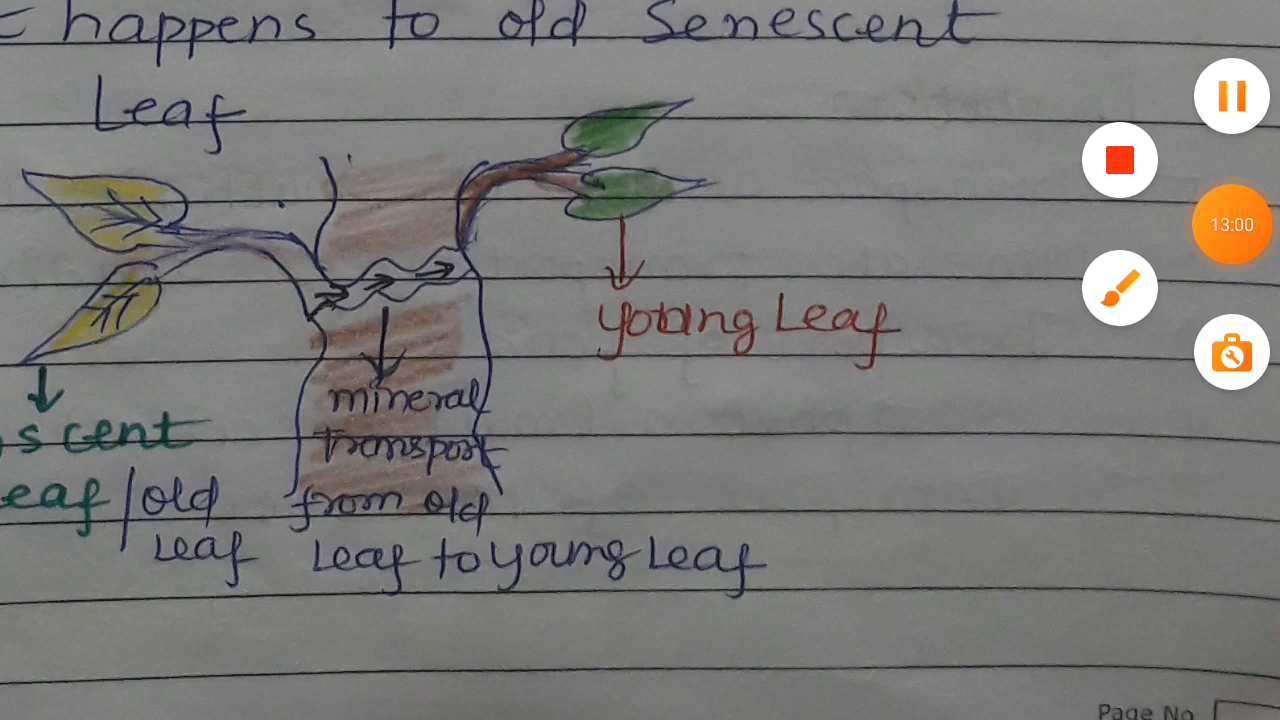 happens to old Senescent
Leaf
young Leaf
scent
eaf / old
Leaf
mineral
transport
from old
Leaf to young Leaf
Page No
13:00